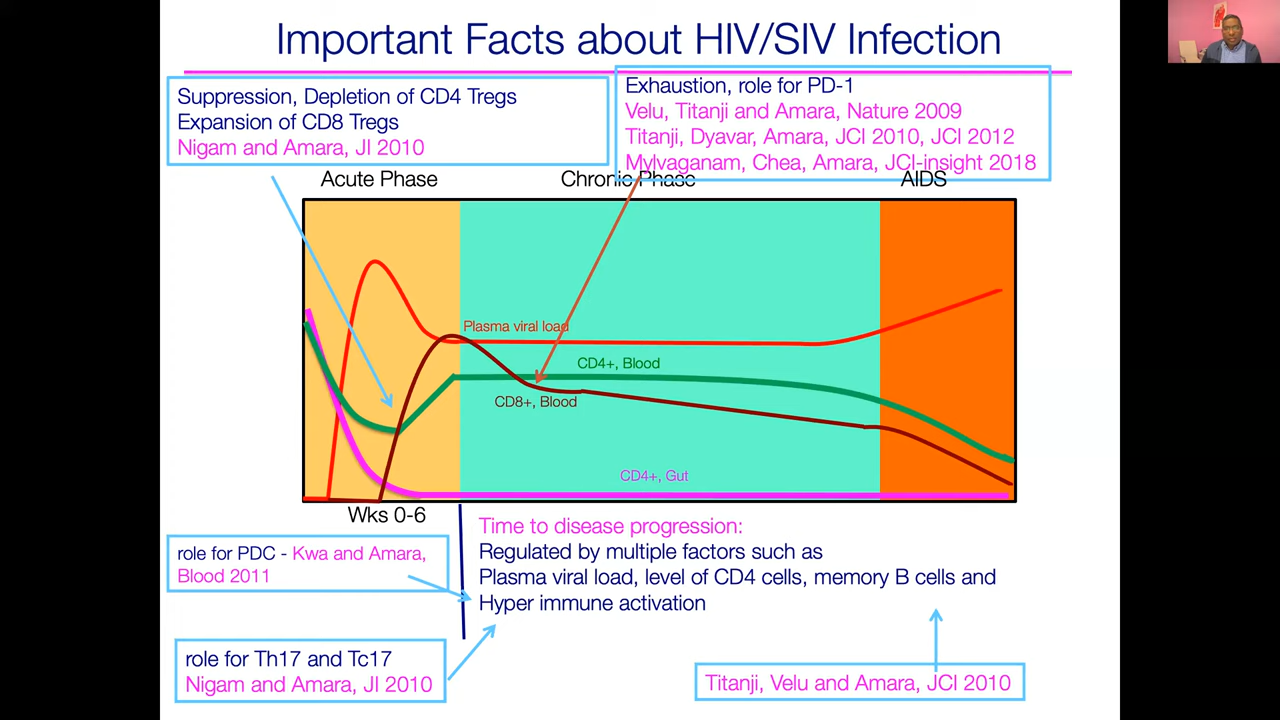 Important Facts about HIV/SIV Infection
Suppression, Depletion of CD4 Tregs
Expansion of CD8 Tregs
Nigam and Amara, JI 2010
Exhaustion, role for PD-1
Velu, Titanji and Amara, Nature 2009
Titanji, Dyavar, Amara, JCI 2010, JCI 2012
Mylvaganam, Chea, Amara, JCI-insight 2018
Acute Phase
Chronic Phase
AIDS
Plasma viral load
CD4+, Blood
CD8+, Blood
CD4+, Gut
Wks 0-6
Time to disease progression:
Regulated by multiple factors such as
Plasma viral load, level of CD4 cells, memory B cells and
Hyper immune activation
role for PDC - Kwa and Amara,
Blood 2011
role for Th17 and Tc17
Nigam and Amara, JI 2010
Titanji, Velu and Amara, JCI 2010